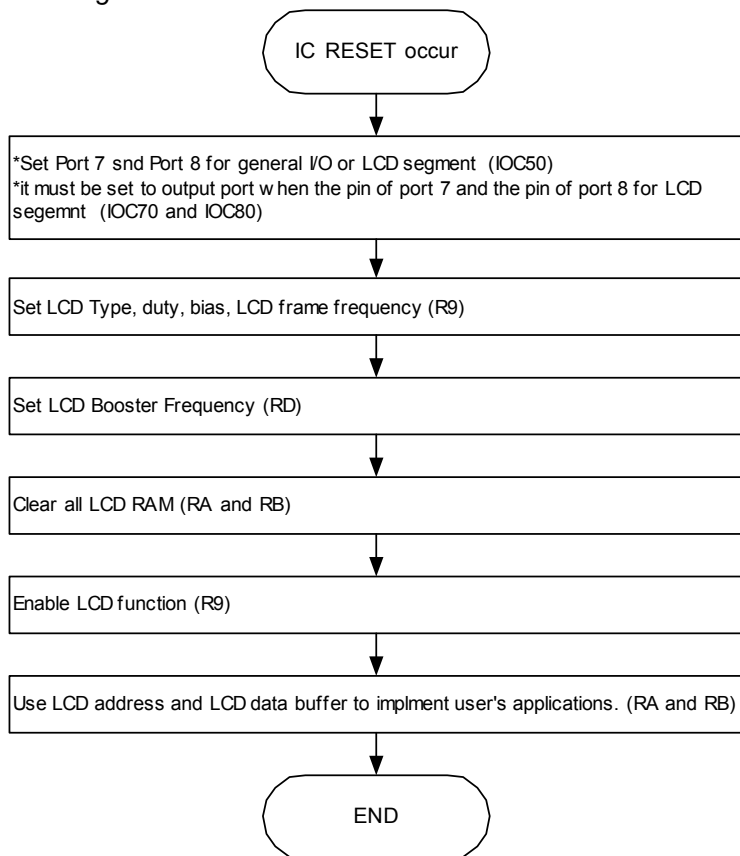 IC RESET occur
*Set Port 7 snd Port 8 for general I/O or LCD segment (IOC50)
*it must be set to output port w hen the pin of port 7 and the pin of port 8 for LCD
segemnt (IOC70 and IOC80)
Set LCD Type, duty, bias, LCD frame frequency (R9)
Set LCD Booster Frequency (RD)
Clear all LCD RAM (RA and RB)
Enable LCD function (R9)
Use LCD address and LCD data buffer to implment user's applications. (RA and RB)
END